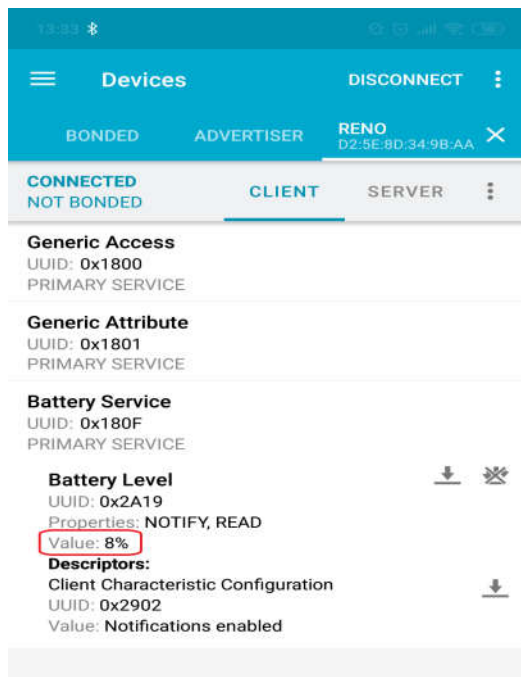 13:33
Devices
DISCONNECT
BONDED
ADVERTISER
RENO
D2:5E:8D:34:9B:AA
CONNECTED
NOT BONDED
CLIENT
SERVER
Generic Access
UUID: 0x1800
PRIMARY SERVICE
Generic Attribute
UUID: 0x1801
PRIMARY SERVICE
Battery Service
UUID: 0x180F
PRIMARY SERVICE
Battery Level
UUID: 0x2A19
Properties: NOTIFY, READ
Value: 8%
Descriptors:
Client Characteristic Configuration
UUID: 0x2902
Value: Notifications enabled